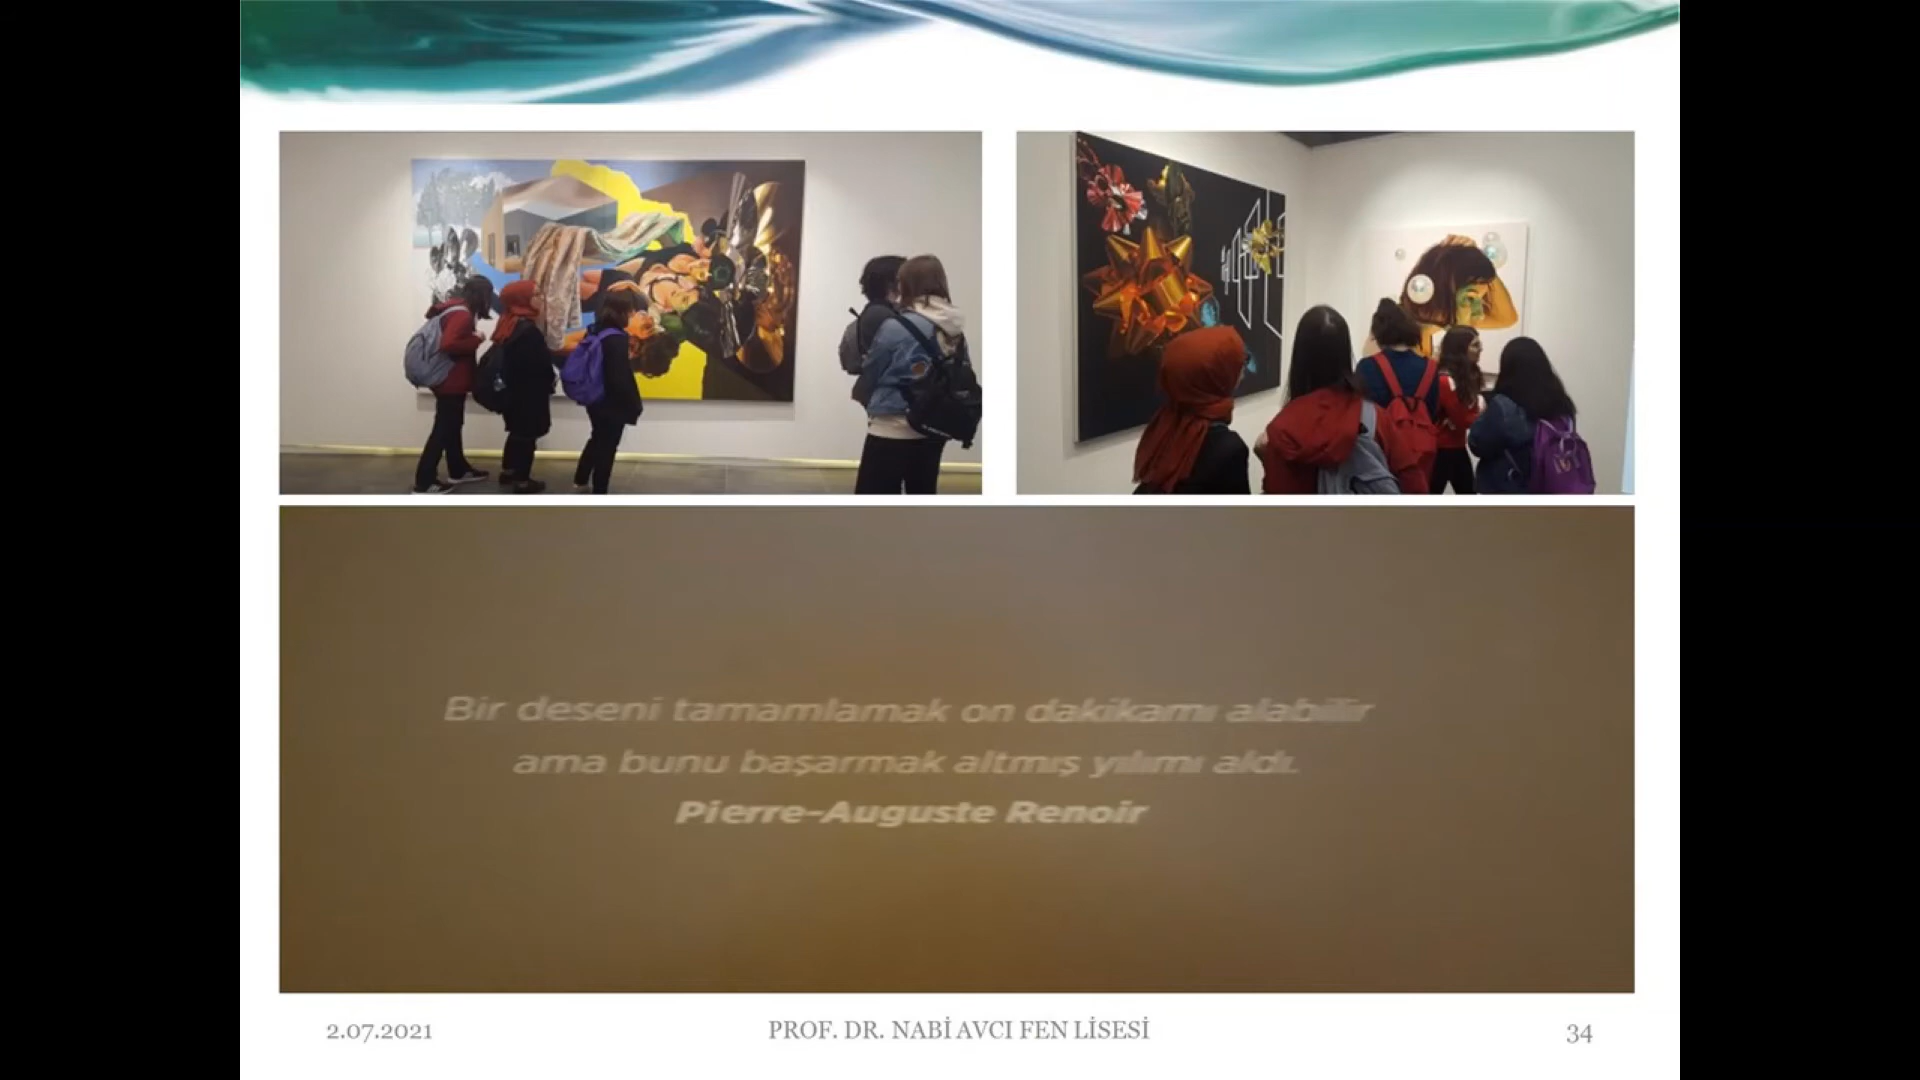 Bir deseni tamamlamak on dakikamı alabilir
ama bunu başarmak altmış yılımı aldı.
Pierre-Auguste Renoir
2.07.2021
PROF. DR. NABİ AVCI FEN LİSESİ
34